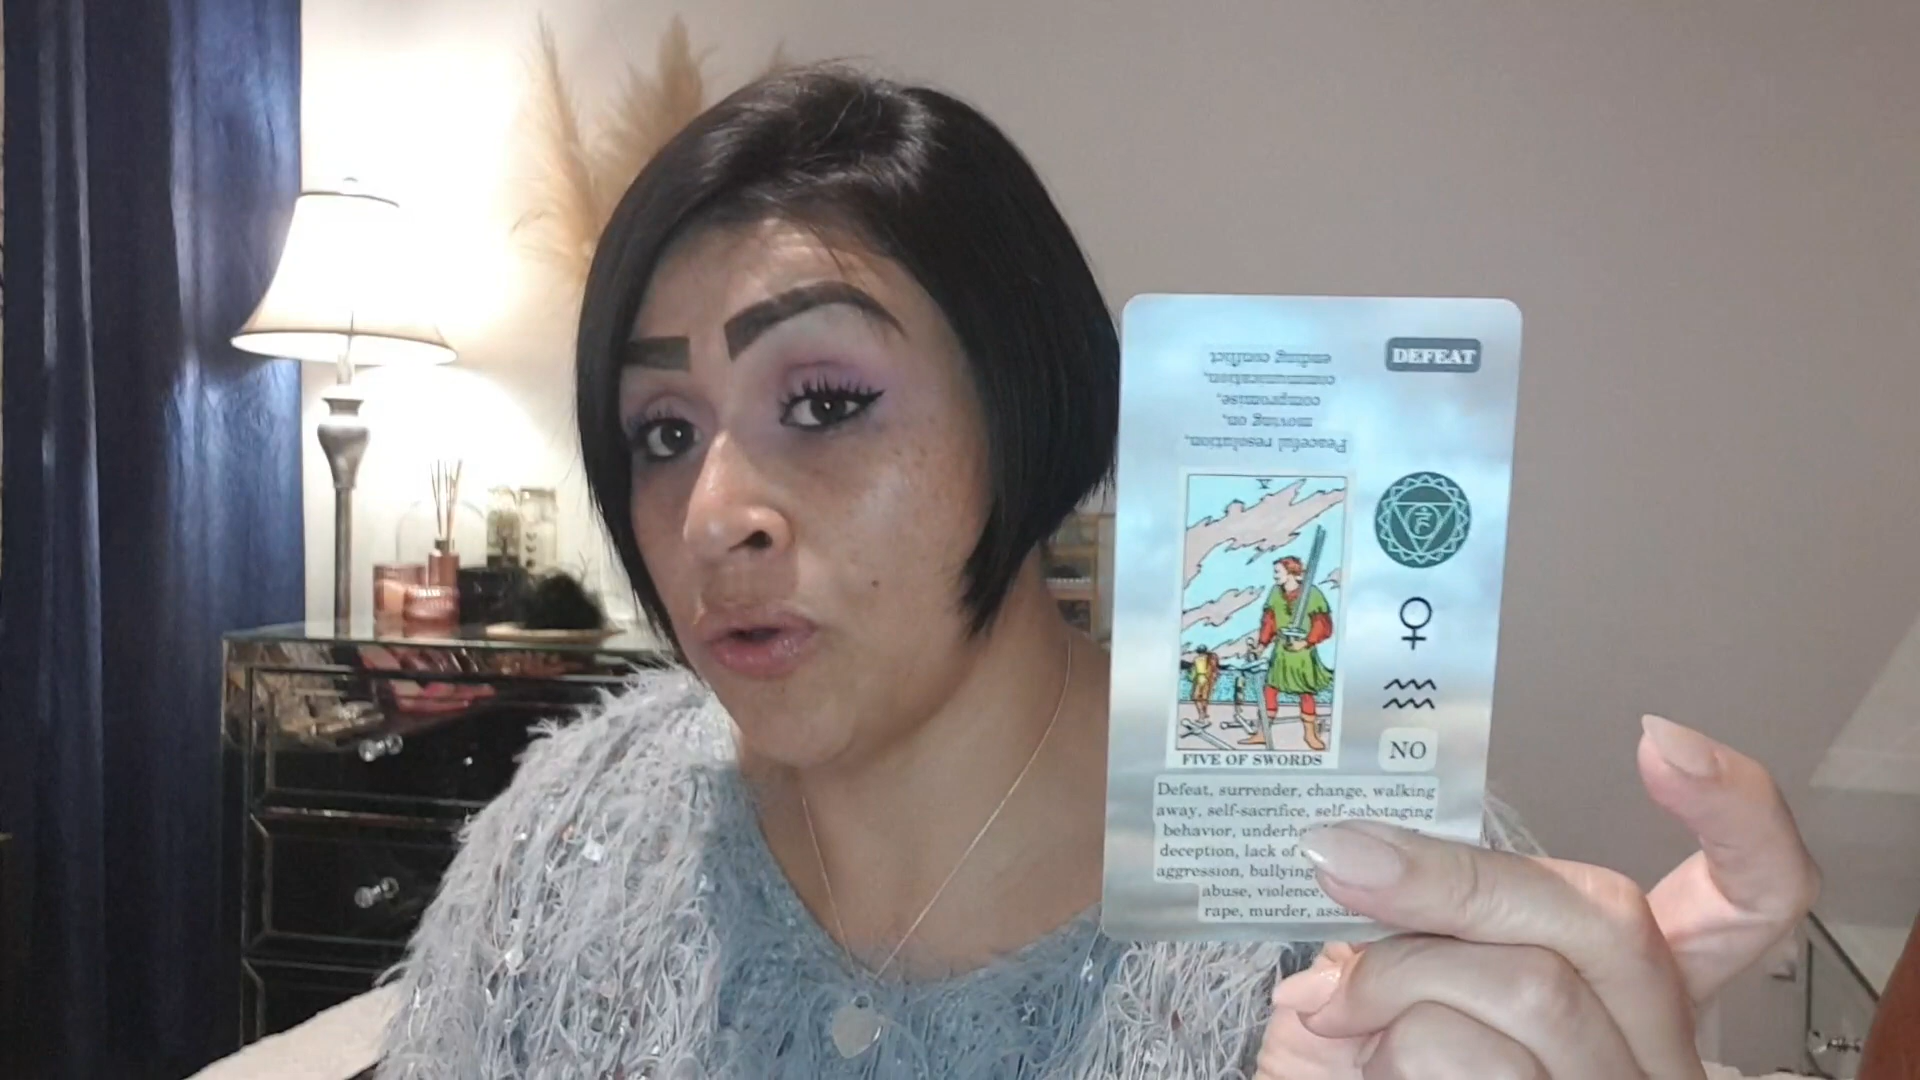 DEFEAT
ending conflict
communication,
compromise,
moving on,
Peaceful resolution,
V
NO
FIVE OF SWORDS
Defeat, surrender, change, walking
away, self-sacrifice, self-sabotaging
behavior,
deception, lack of
aggression, bullying,
abuse, violence,
rape, murder,